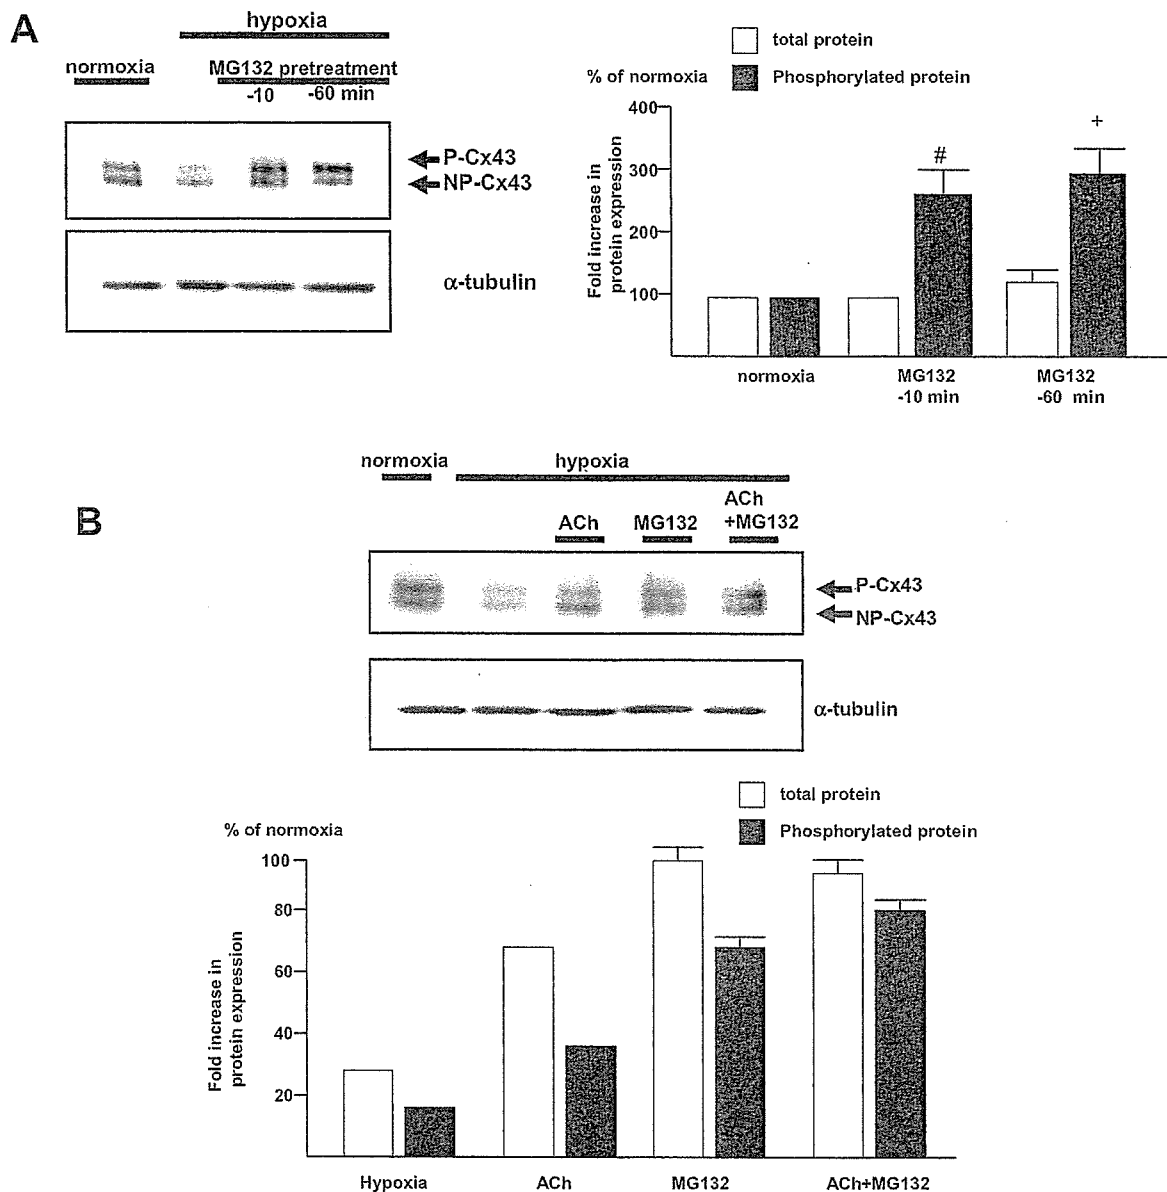 A
hypoxia
normoxia
MG132 pretreatment
-10 -60 min
P-Cx43
NP-Cx43
α-tubulin
total protein
Phosphorylated protein
% of normoxia
Fold increase in
protein expression
400
300
200
100
#
+
normoxia
MG132
-10 min
MG132
-60 min
B
normoxia hypoxia
ACh
MG132
ACh
+MG132
P-Cx43
NP-Cx43
α-tubulin
total protein
Phosphorylated protein
% of normoxia
Fold increase in
protein expression
100
80
60
40
20
Hypoxia ACh MG132 ACh+MG132